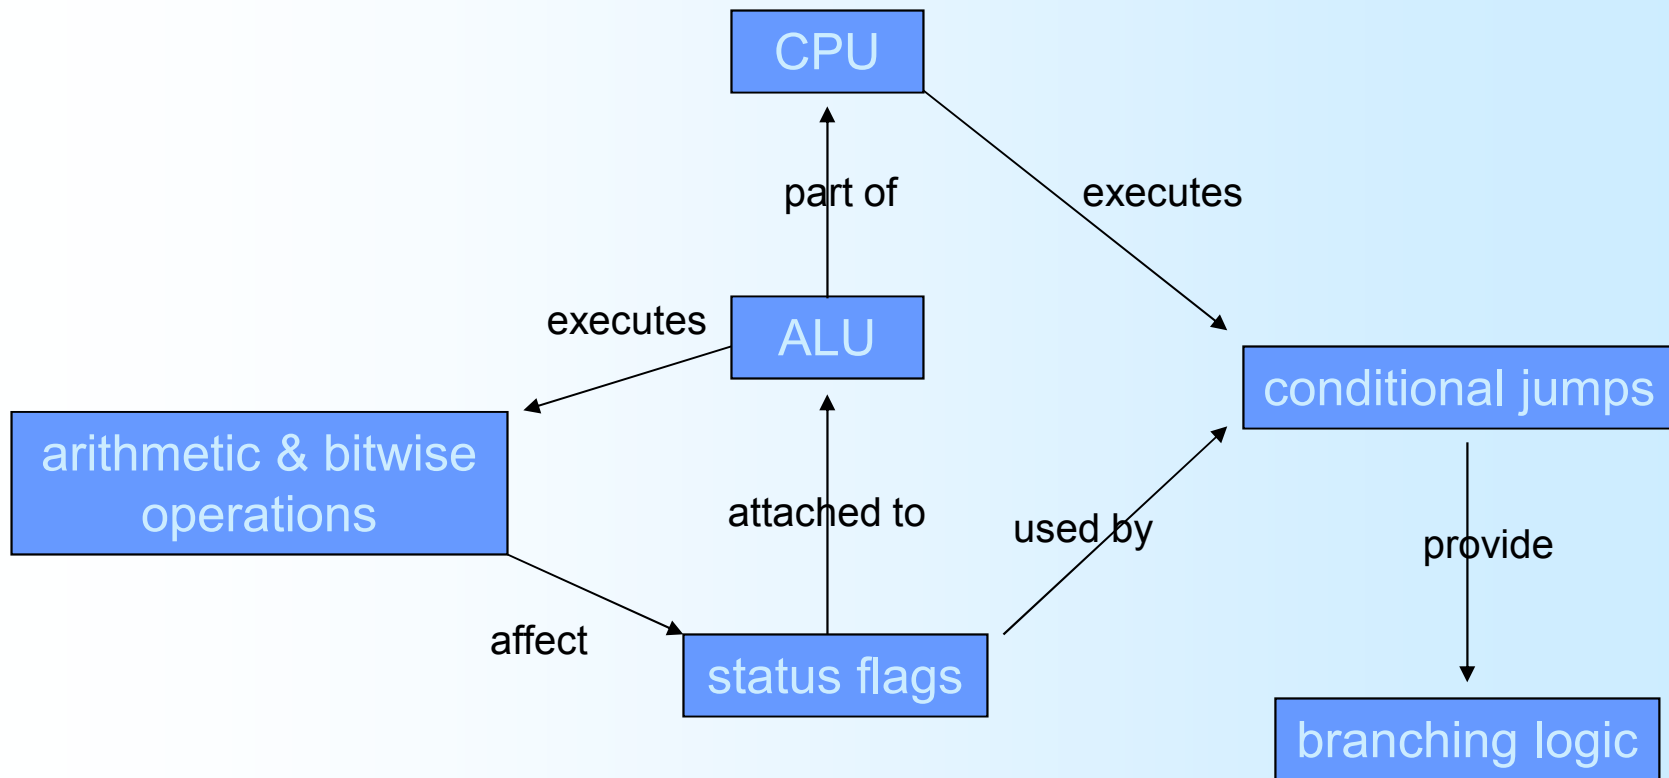 CPU
part of
executes
executes
ALU
conditional jumps
arithmetic & bitwise
operations
attached to
used by
provide
affect
status flags
branching logic